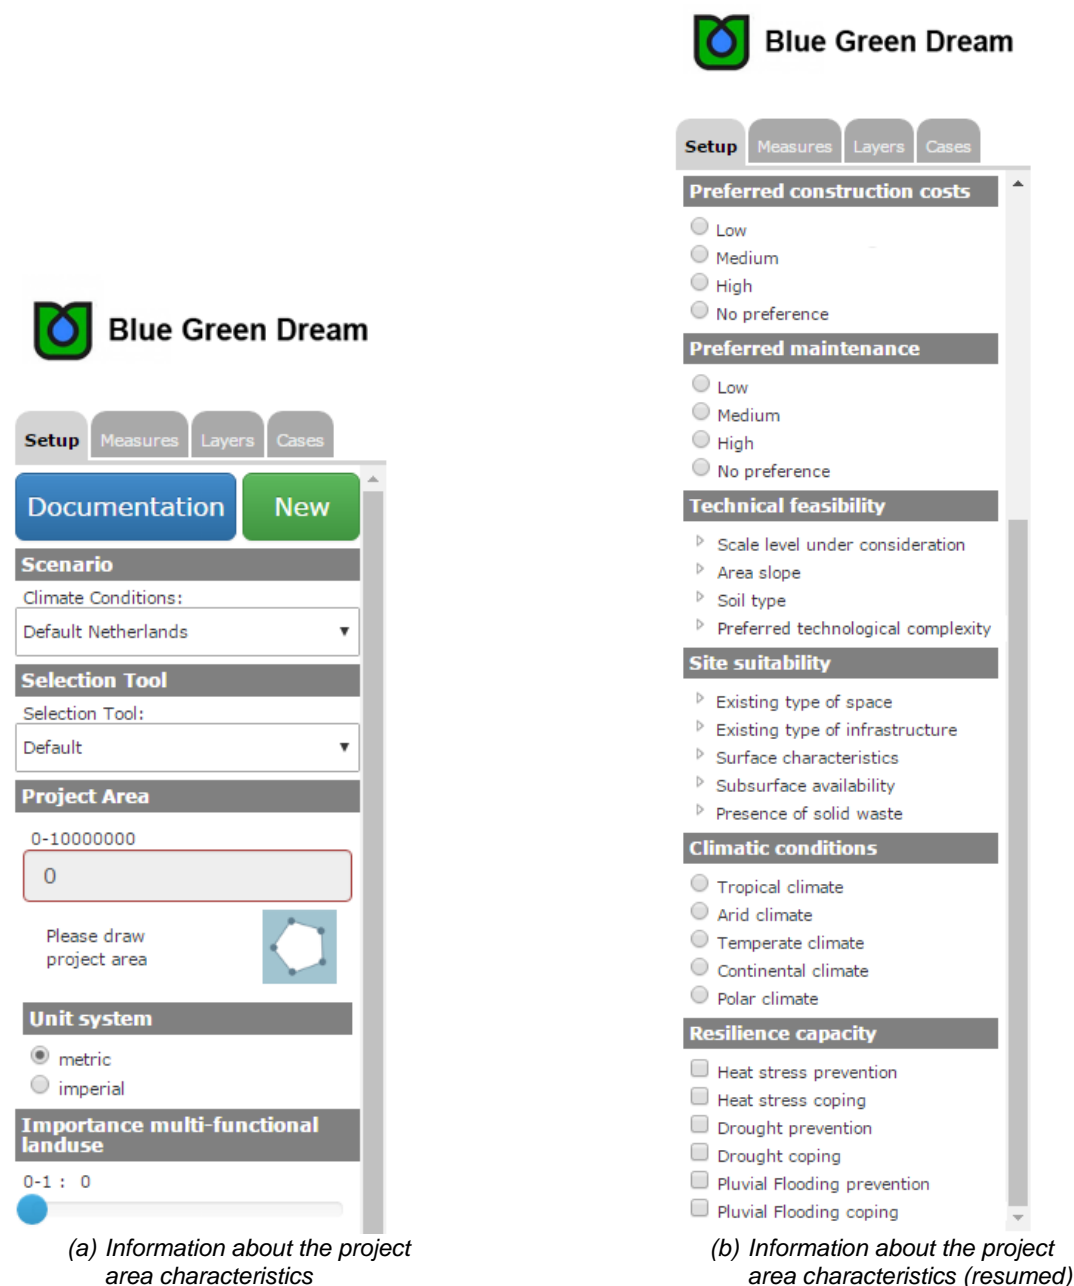 Blue Green Dream
Setup Measures Layers Cases
Documentation New
Scenario
Climate Conditions:
Default Netherlands
Selection Tool
Selection Tool:
Default
Project Area
0-10000000
0
Please draw
project area
Unit system
metric
imperial
Importance multi-functional
landuse
0-1 : 0
(a) Information about the project
area characteristics
Blue Green Dream
Setup Measures Layers Cases
Preferred construction costs
Low
Medium
High
No preference
Preferred maintenance
Low
Medium
High
No preference
Technical feasibility
Scale level under consideration
Area slope
Soil type
Preferred technological complexity
Site suitability
Existing type of space
Existing type of infrastructure
Surface characteristics
Subsurface availability
Presence of solid waste
Climatic conditions
Tropical climate
Arid climate
Temperate climate
Continental climate
Polar climate
Resilience capacity
Heat stress prevention
Heat stress coping
Drought prevention
Drought coping
Pluvial Flooding prevention
Pluvial Flooding coping
(b) Information about the project
area characteristics (resumed)